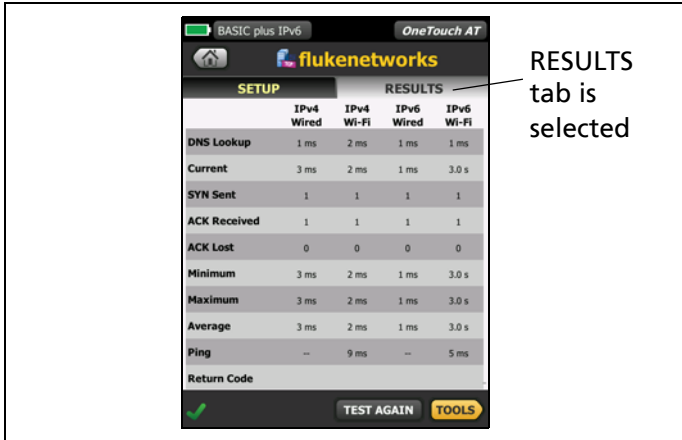 BASIC plus IPv6 OneTouch AT
flukenetworks
SETUP RESULTS
IPv4 Wired IPv4 Wi-Fi IPv6 Wired IPv6 Wi-Fi
DNS Lookup 1 ms 2 ms 1 ms 1 ms
Current 3 ms 2 ms 1 ms 3.0 s
SYN Sent 1 1 1 1
ACK Received 1 1 1 1
ACK Lost 0 0 0 0
Minimum 3 ms 2 ms 1 ms 3.0 s
Maximum 3 ms 2 ms 1 ms 3.0 s
Average 3 ms 2 ms 1 ms 3.0 s
Ping -- 9 ms -- 5 ms
Return Code
TEST AGAIN TOOLS
RESULTS
tab is
selected